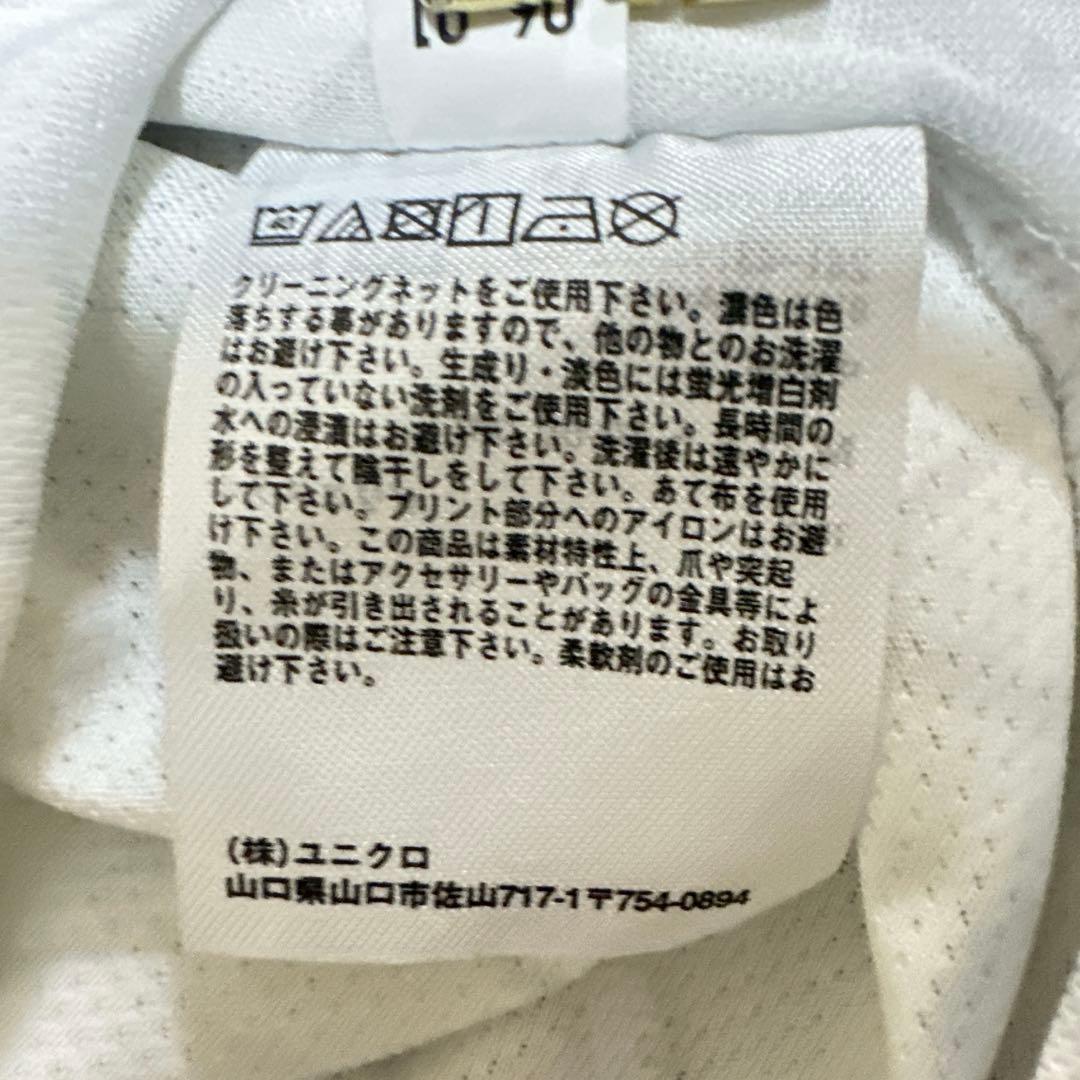 クリーニングネットをご使用下さい。濃色は色
落ちする事がありますので、他の物とのお洗濯
はお避け下さい。生成り・淡色には蛍光増白剤
の入っていない洗剤をご使用下さい。長時間の
水への浸漬はお避け下さい。洗濯後は速やかに
形を整えて陰干しをして下さい。あて布を使用
して下さい。プリント部分へのアイロンはお避
け下さい。この商品は素材特性上、爪や突起
物、またはアクセサリーやバッグの金具等によ
り、糸が引き出されることがあります。お取り
扱いの際はご注意下さい。柔軟剤のご使用はお
避け下さい。
(株)ユニクロ
山口県山口市佐山717-1〒754-0894